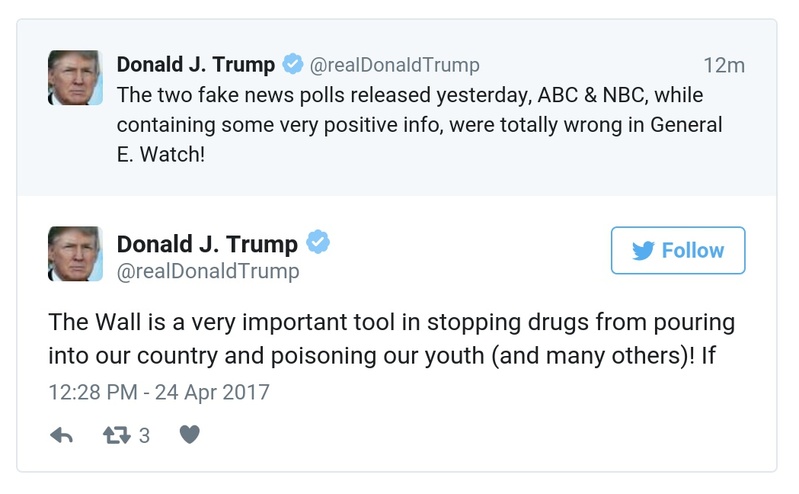 Donald J. Trump @realDonaldTrump 12m
The two fake news polls released yesterday, ABC & NBC, while
containing some very positive info, were totally wrong in General
E. Watch!
Donald J. Trump
@realDonaldTrump
Follow
The Wall is a very important tool in stopping drugs from pouring
into our country and poisoning our youth (and many others)! If
12:28 PM - 24 Apr 2017
3